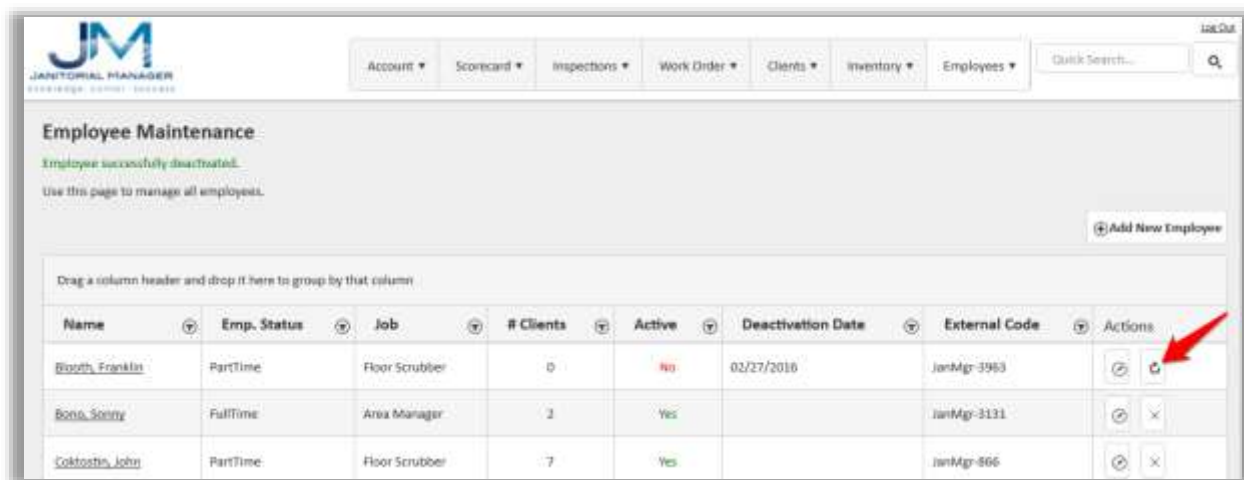 Log Out
JM
JANITORIAL MANAGER
Account ▼ Scorecard ▼ Inspections ▼ Work Order ▼ Clients ▼ Inventory ▼ Employees ▼ Quick Search...
Employee Maintenance
Employee successfully deactivated.
Use this page to manage all employees.
Add New Employee
Drag a column header and drop it here to group by that column
Name Emp. Status Job # Clients Active Deactivation Date External Code Actions
Franklin PartTime Floor Scrubber 0 No 02/27/2016 JanMgr-3963
Bono, Sonny FullTime Area Manager 2 Yes JanMgr-3131
Coktostin, John PartTime Floor Scrubber 7 Yes JanMgr-866